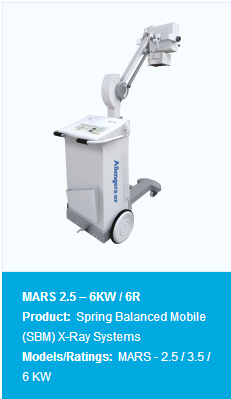 Allengers
MARS 2.5 – 6KW / 6R
Product: Spring Balanced Mobile
(SBM) X-Ray Systems
Models/Ratings: MARS - 2.5 / 3.5 /
6 KW